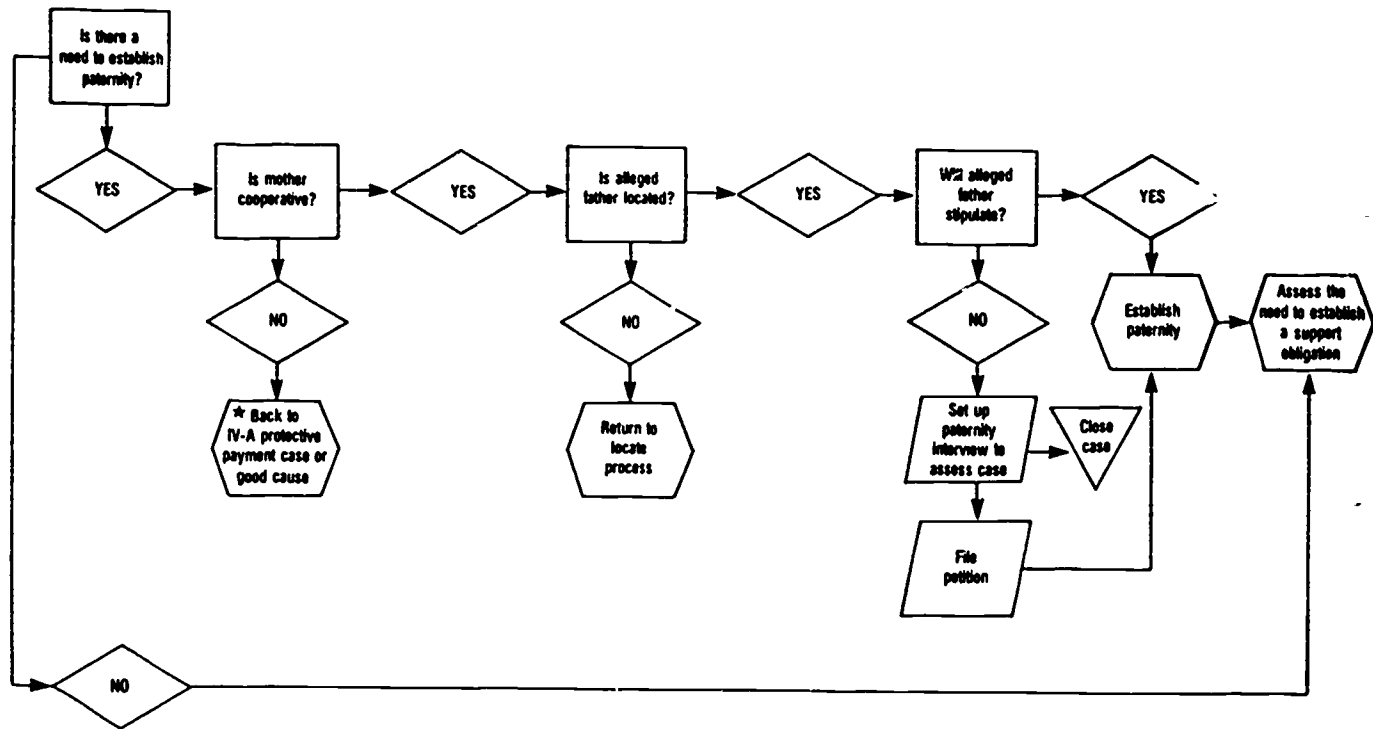 Is there a
need to establish
paternity?
YES
Is mother
cooperative?
YES
Is alleged
father located?
YES
Will alleged
father
stipulate?
YES
NO
NO
NO
Establish
paternity
Assess the
need to establish
a support
obligation
* Back to
IV-A protective
payment case or
good cause
Return to
locate
process
Set up
paternity
interview to
assess case
Close
case
File
petition
NO